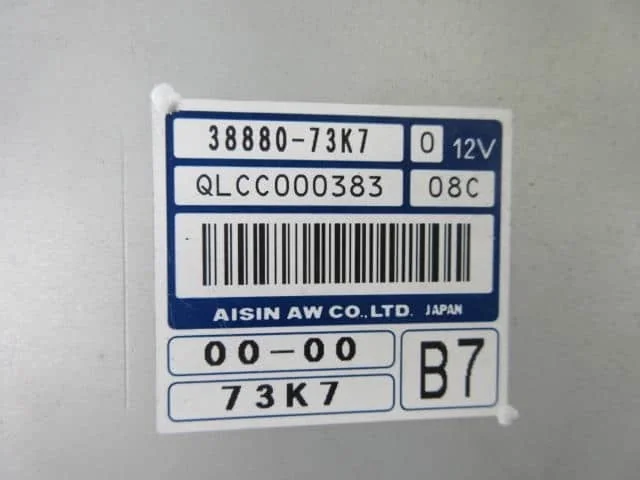 38880-73K7 0 12V
QLCC000383 08C
AISIN AW CO.,LTD. JAPAN
00-00
73K7 B7